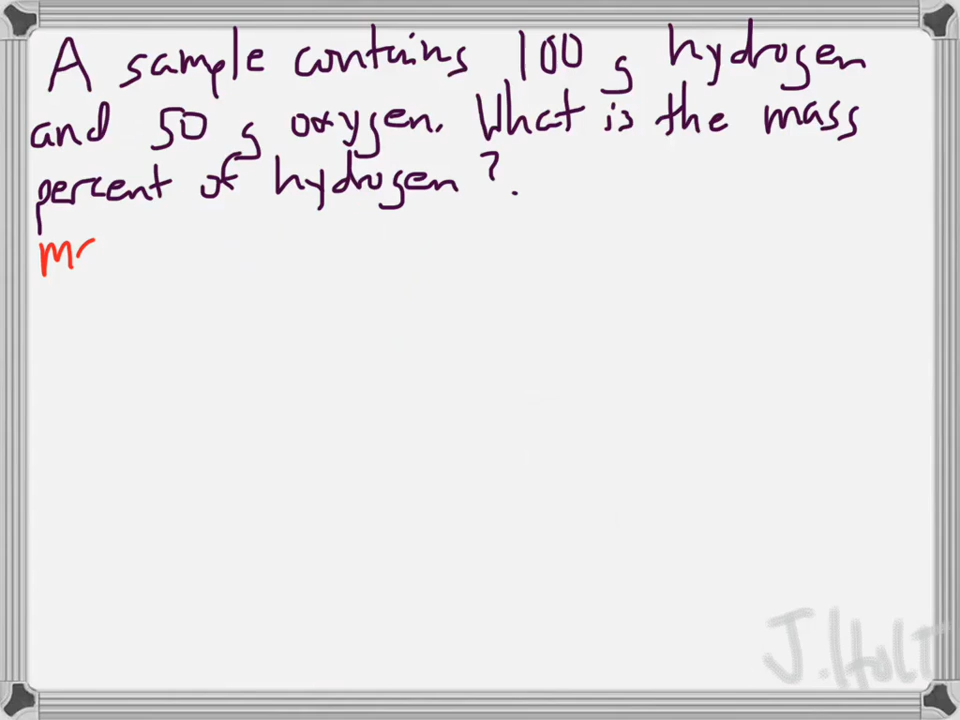 A sample contains 100 g hydrogen
and 50 g oxygen. What is the mass
percent of hydrogen ?.
m
J. Holt